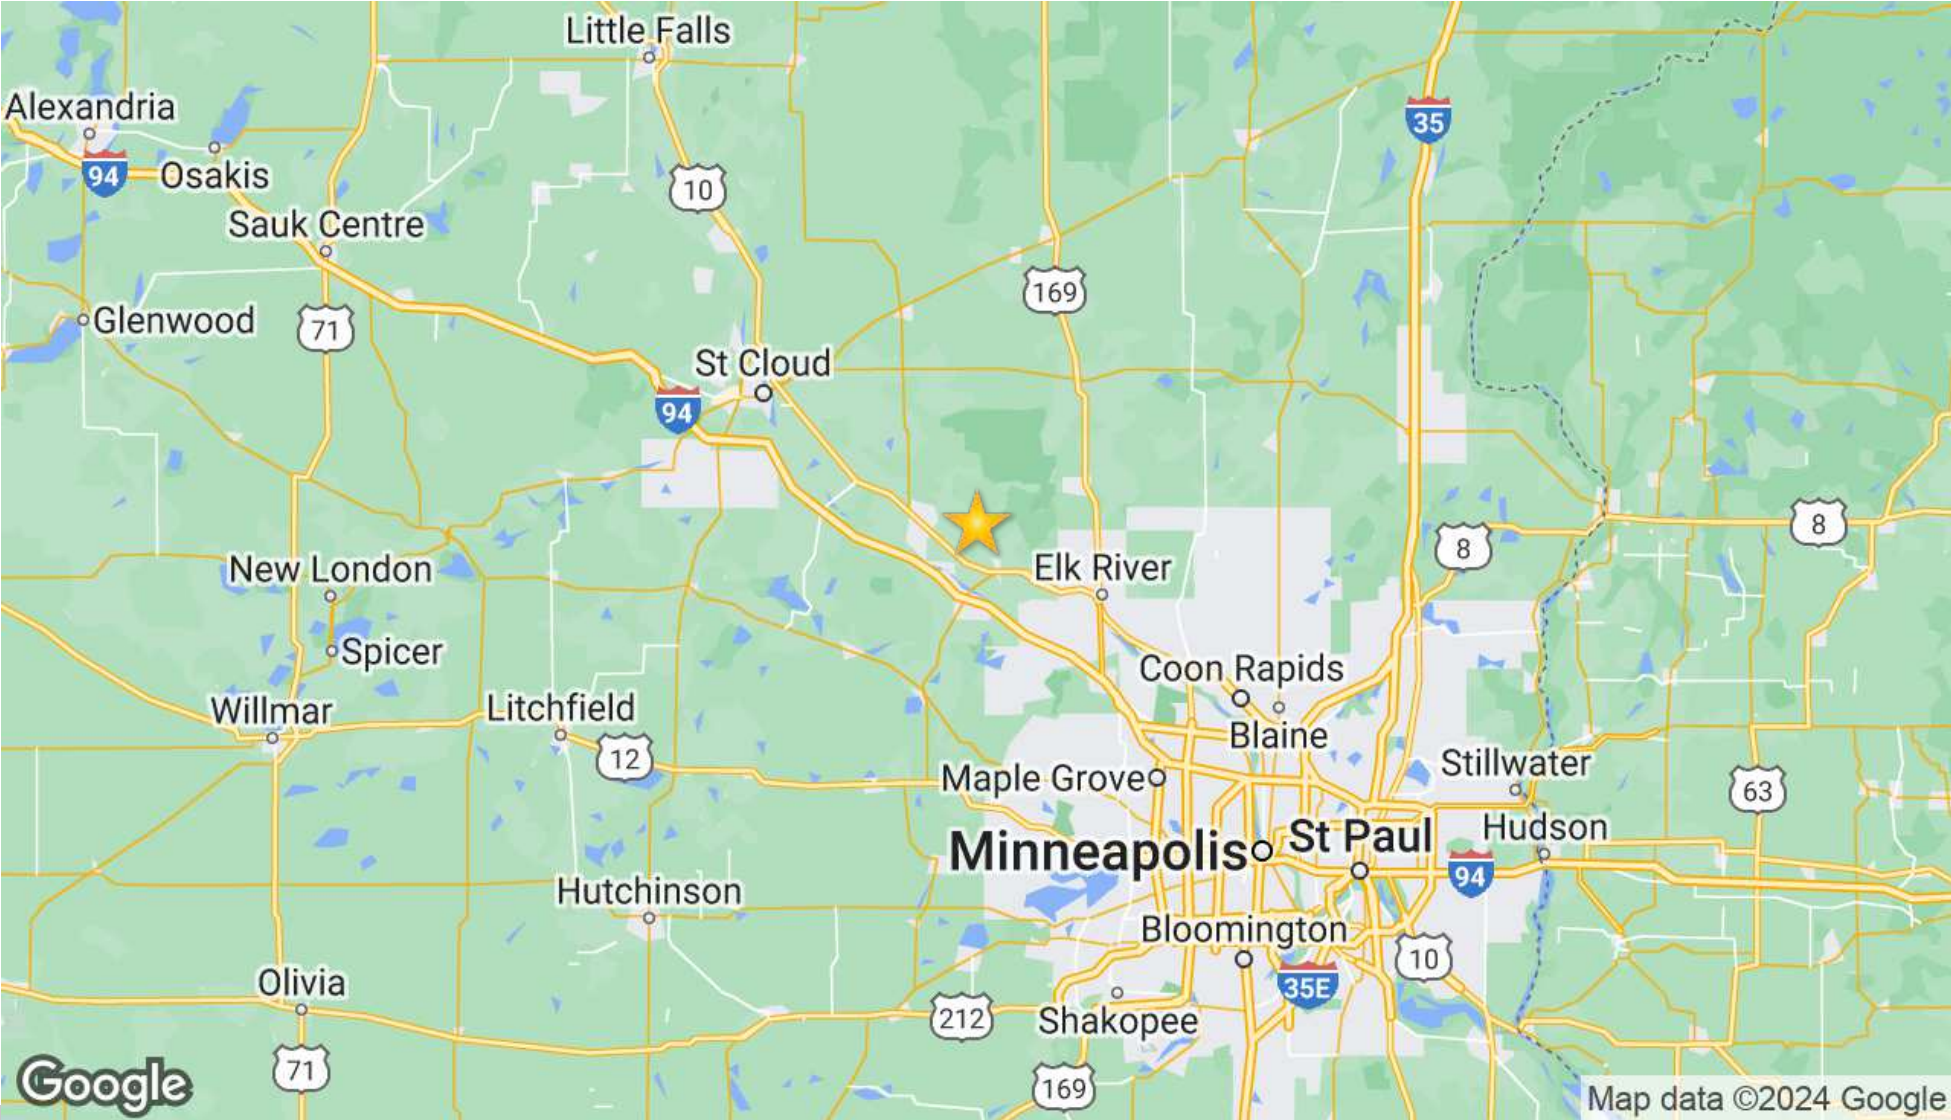 Little Falls
Alexandria
35
94
Osakis
10
Sauk Centre
169
Glenwood
71
St Cloud
94
8
8
New London
Elk River
Spicer
Coon Rapids
Willmar
Litchfield
Blaine
12
Stillwater
Maple Grove
63
Hudson
Minneapolis
St Paul
94
Hutchinson
Bloomington
10
Olivia
35E
212
Shakopee
71
169
Google
Map data ©2024 Google